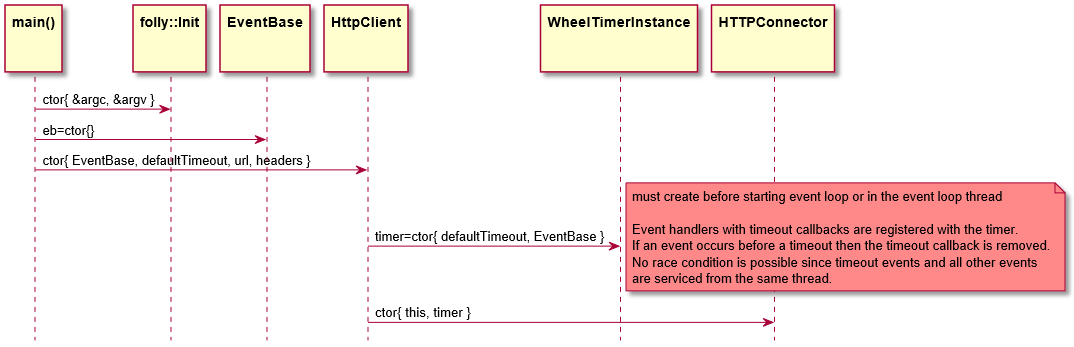 main()
folly::Init
EventBase
HttpClient
WheelTimerInstance
HTTPConnector
ctor{ &argc, &argv }
eb=ctor{}
ctor{ EventBase, defaultTimeout, url, headers }
must create before starting event loop or in the event loop thread
Event handlers with timeout callbacks are registered with the timer.
timer=ctor{ defaultTimeout, EventBase }
If an event occurs before a timeout then the timeout callback is removed.
No race condition is possible since timeout events and all other events
are serviced from the same thread.
ctor{ this, timer }